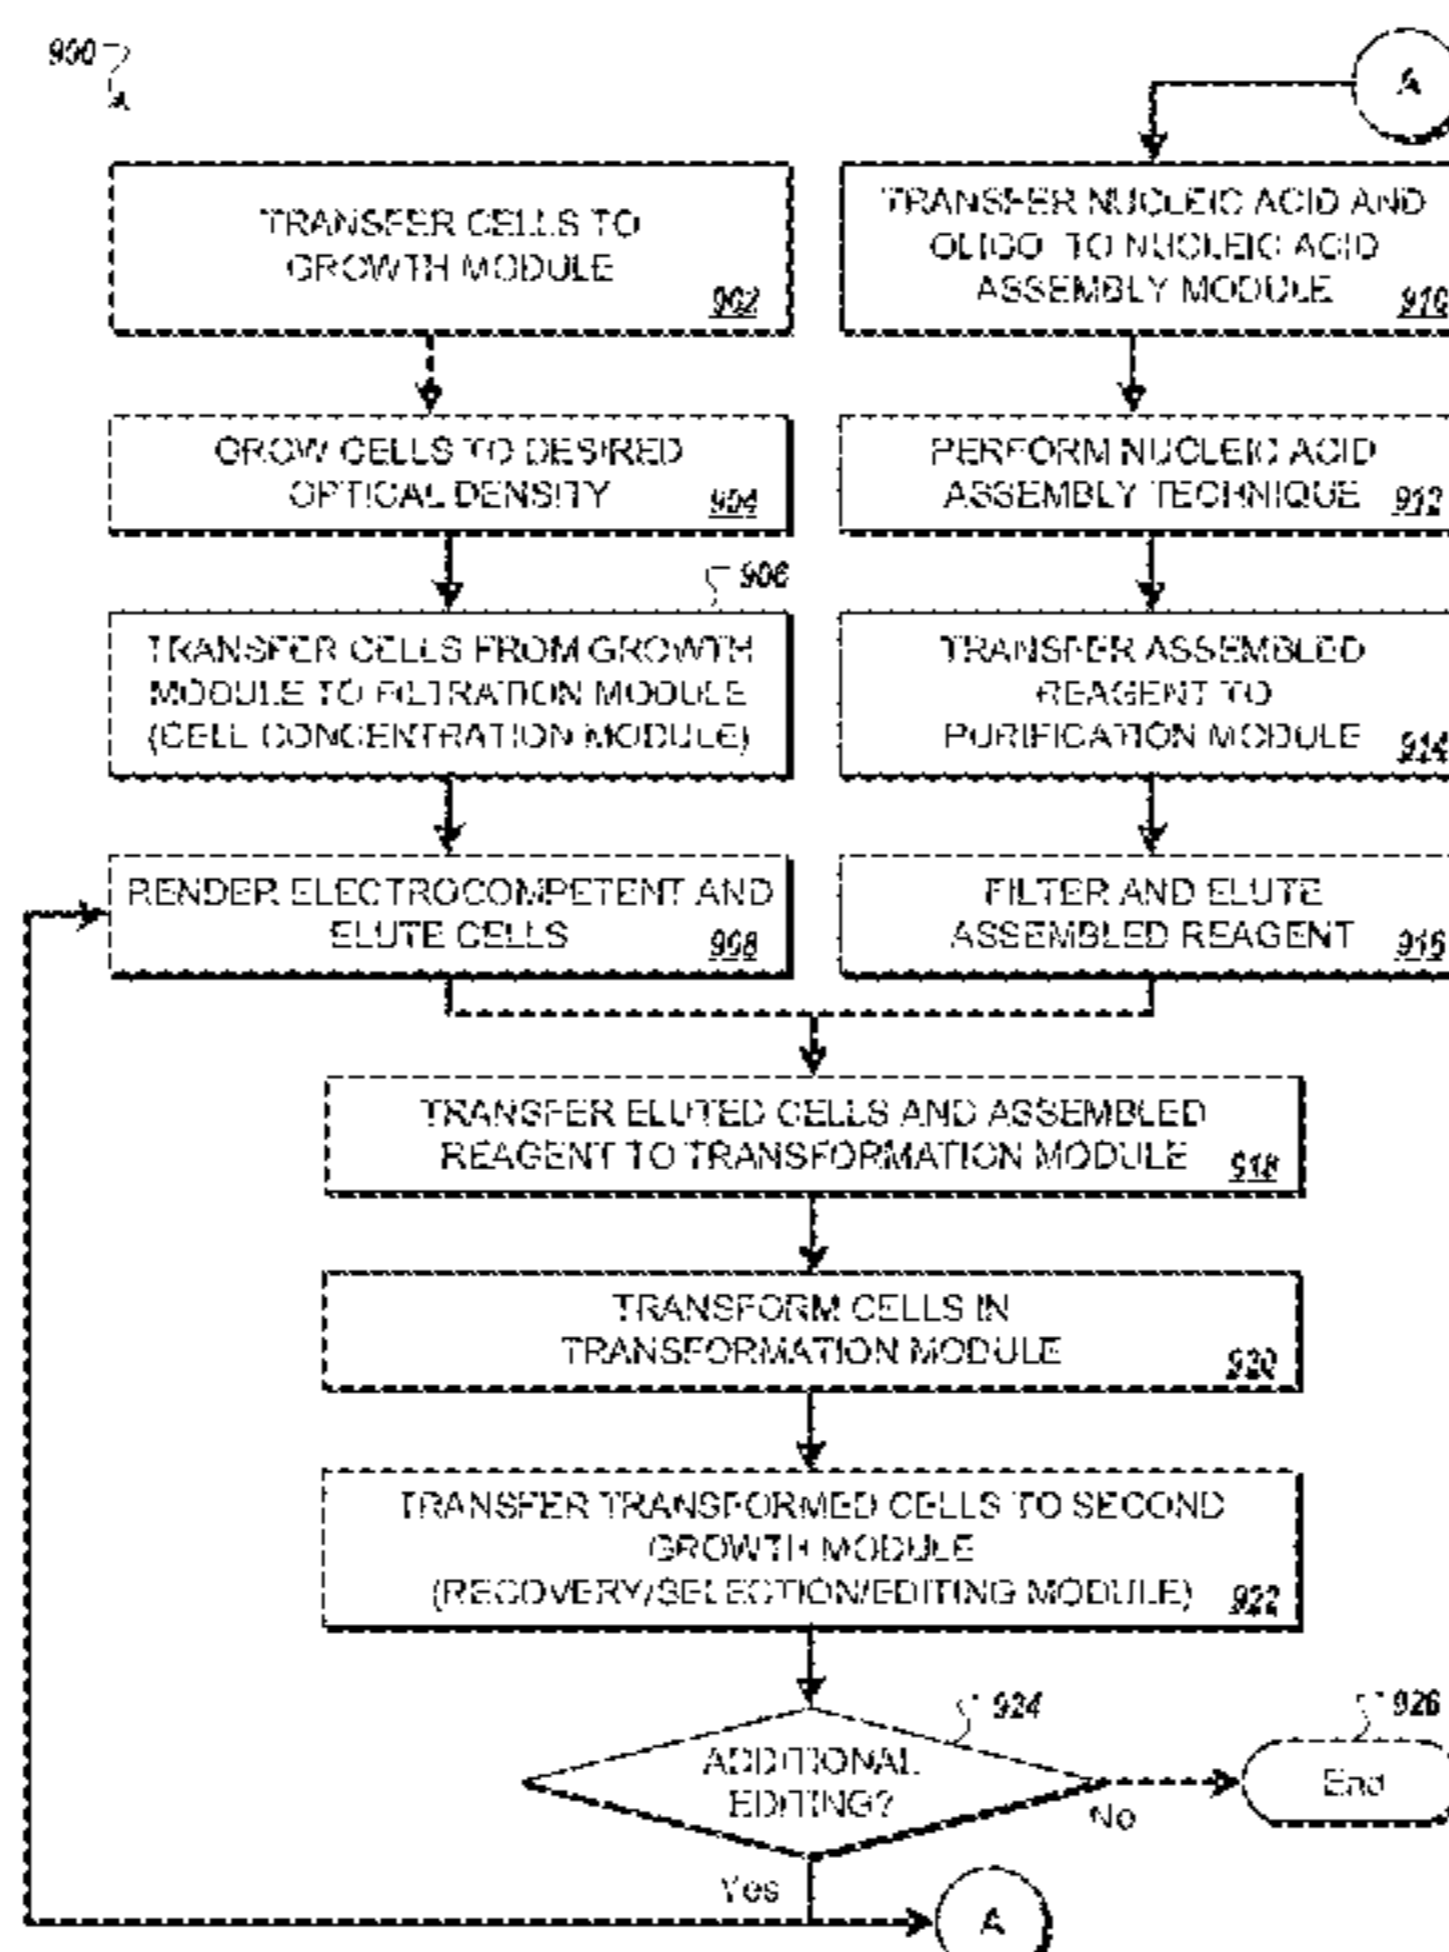 900
A
TRANSFER CELLS TO
GROWTH MODULE
902
GROW CELLS TO DESIRED
OPTICAL DENSITY
904
906
TRANSFER CELLS FROM GROWTH
MODULE TO FILTRATION MODULE
(CELL CONCENTRATION MODULE)
RENDER ELECTROCOMPETENT AND
ELUTE CELLS
908
TRANSFER NUCLEIC ACID AND
OLIGO TO NUCLEIC ACID
ASSEMBLY MODULE
910
PERFORM NUCLEIC ACID
ASSEMBLY TECHNIQUE
912
TRANSFER ASSEMBLED
REAGENT TO
PURIFICATION MODULE
914
FILTER AND ELUTE
ASSEMBLED REAGENT
916
TRANSFER ELUTED CELLS AND ASSEMBLED
REAGENT TO TRANSFORMATION MODULE
918
TRANSFORM CELLS IN
TRANSFORMATION MODULE
920
TRANSFER TRANSFORMED CELLS TO SECOND
GROWTH MODULE
(RECOVERY/SELECTION/EDITING MODULE)
922
924
ADDITIONAL
EDITING?
No
926
End
Yes
A